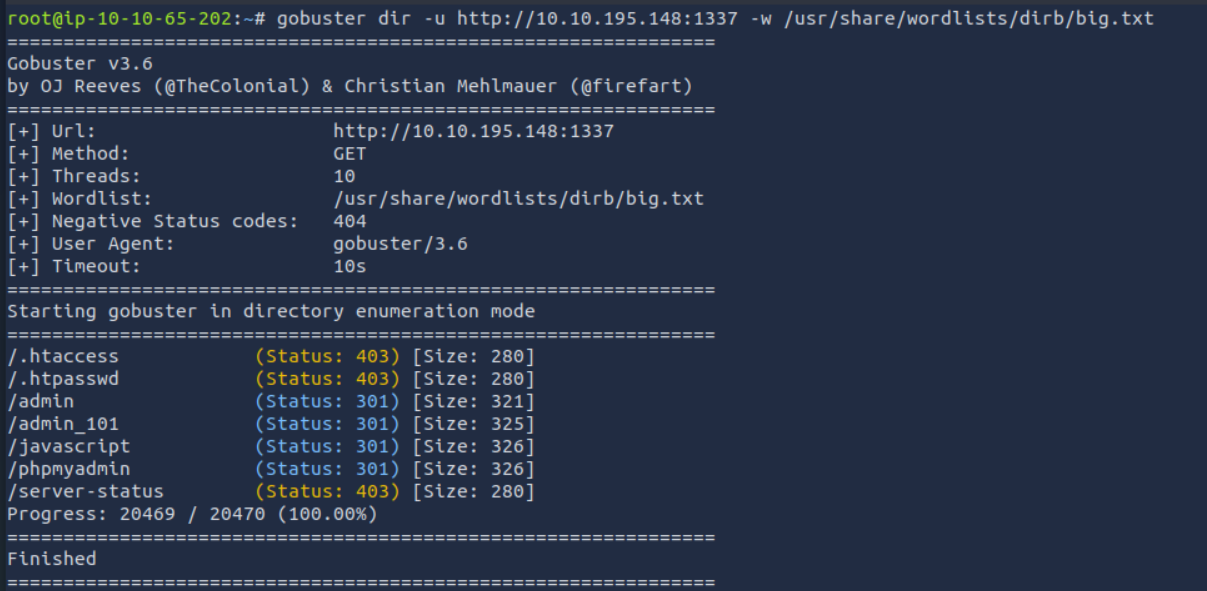 root@ip-10-10-65-202:~# gobuster dir -u http://10.10.195.148:1337 -w /usr/share/wordlists/dirb/big.txt
===============================================================
Gobuster v3.6
by OJ Reeves (@TheColonial) & Christian Mehlmauer (@firefart)
===============================================================
[+] Url:                     http://10.10.195.148:1337
[+] Method:                  GET
[+] Threads:                 10
[+] Wordlist:                /usr/share/wordlists/dirb/big.txt
[+] Negative Status codes:   404
[+] User Agent:              gobuster/3.6
[+] Timeout:                 10s
===============================================================
Starting gobuster in directory enumeration mode
===============================================================
/.htaccess            (Status: 403) [Size: 280]
/.htpasswd            (Status: 403) [Size: 280]
/admin                (Status: 301) [Size: 321]
/admin_101            (Status: 301) [Size: 325]
/javascript           (Status: 301) [Size: 326]
/phpmyadmin           (Status: 301) [Size: 326]
/server-status        (Status: 403) [Size: 280]
Progress: 20469 / 20470 (100.00%)
===============================================================
Finished
===============================================================